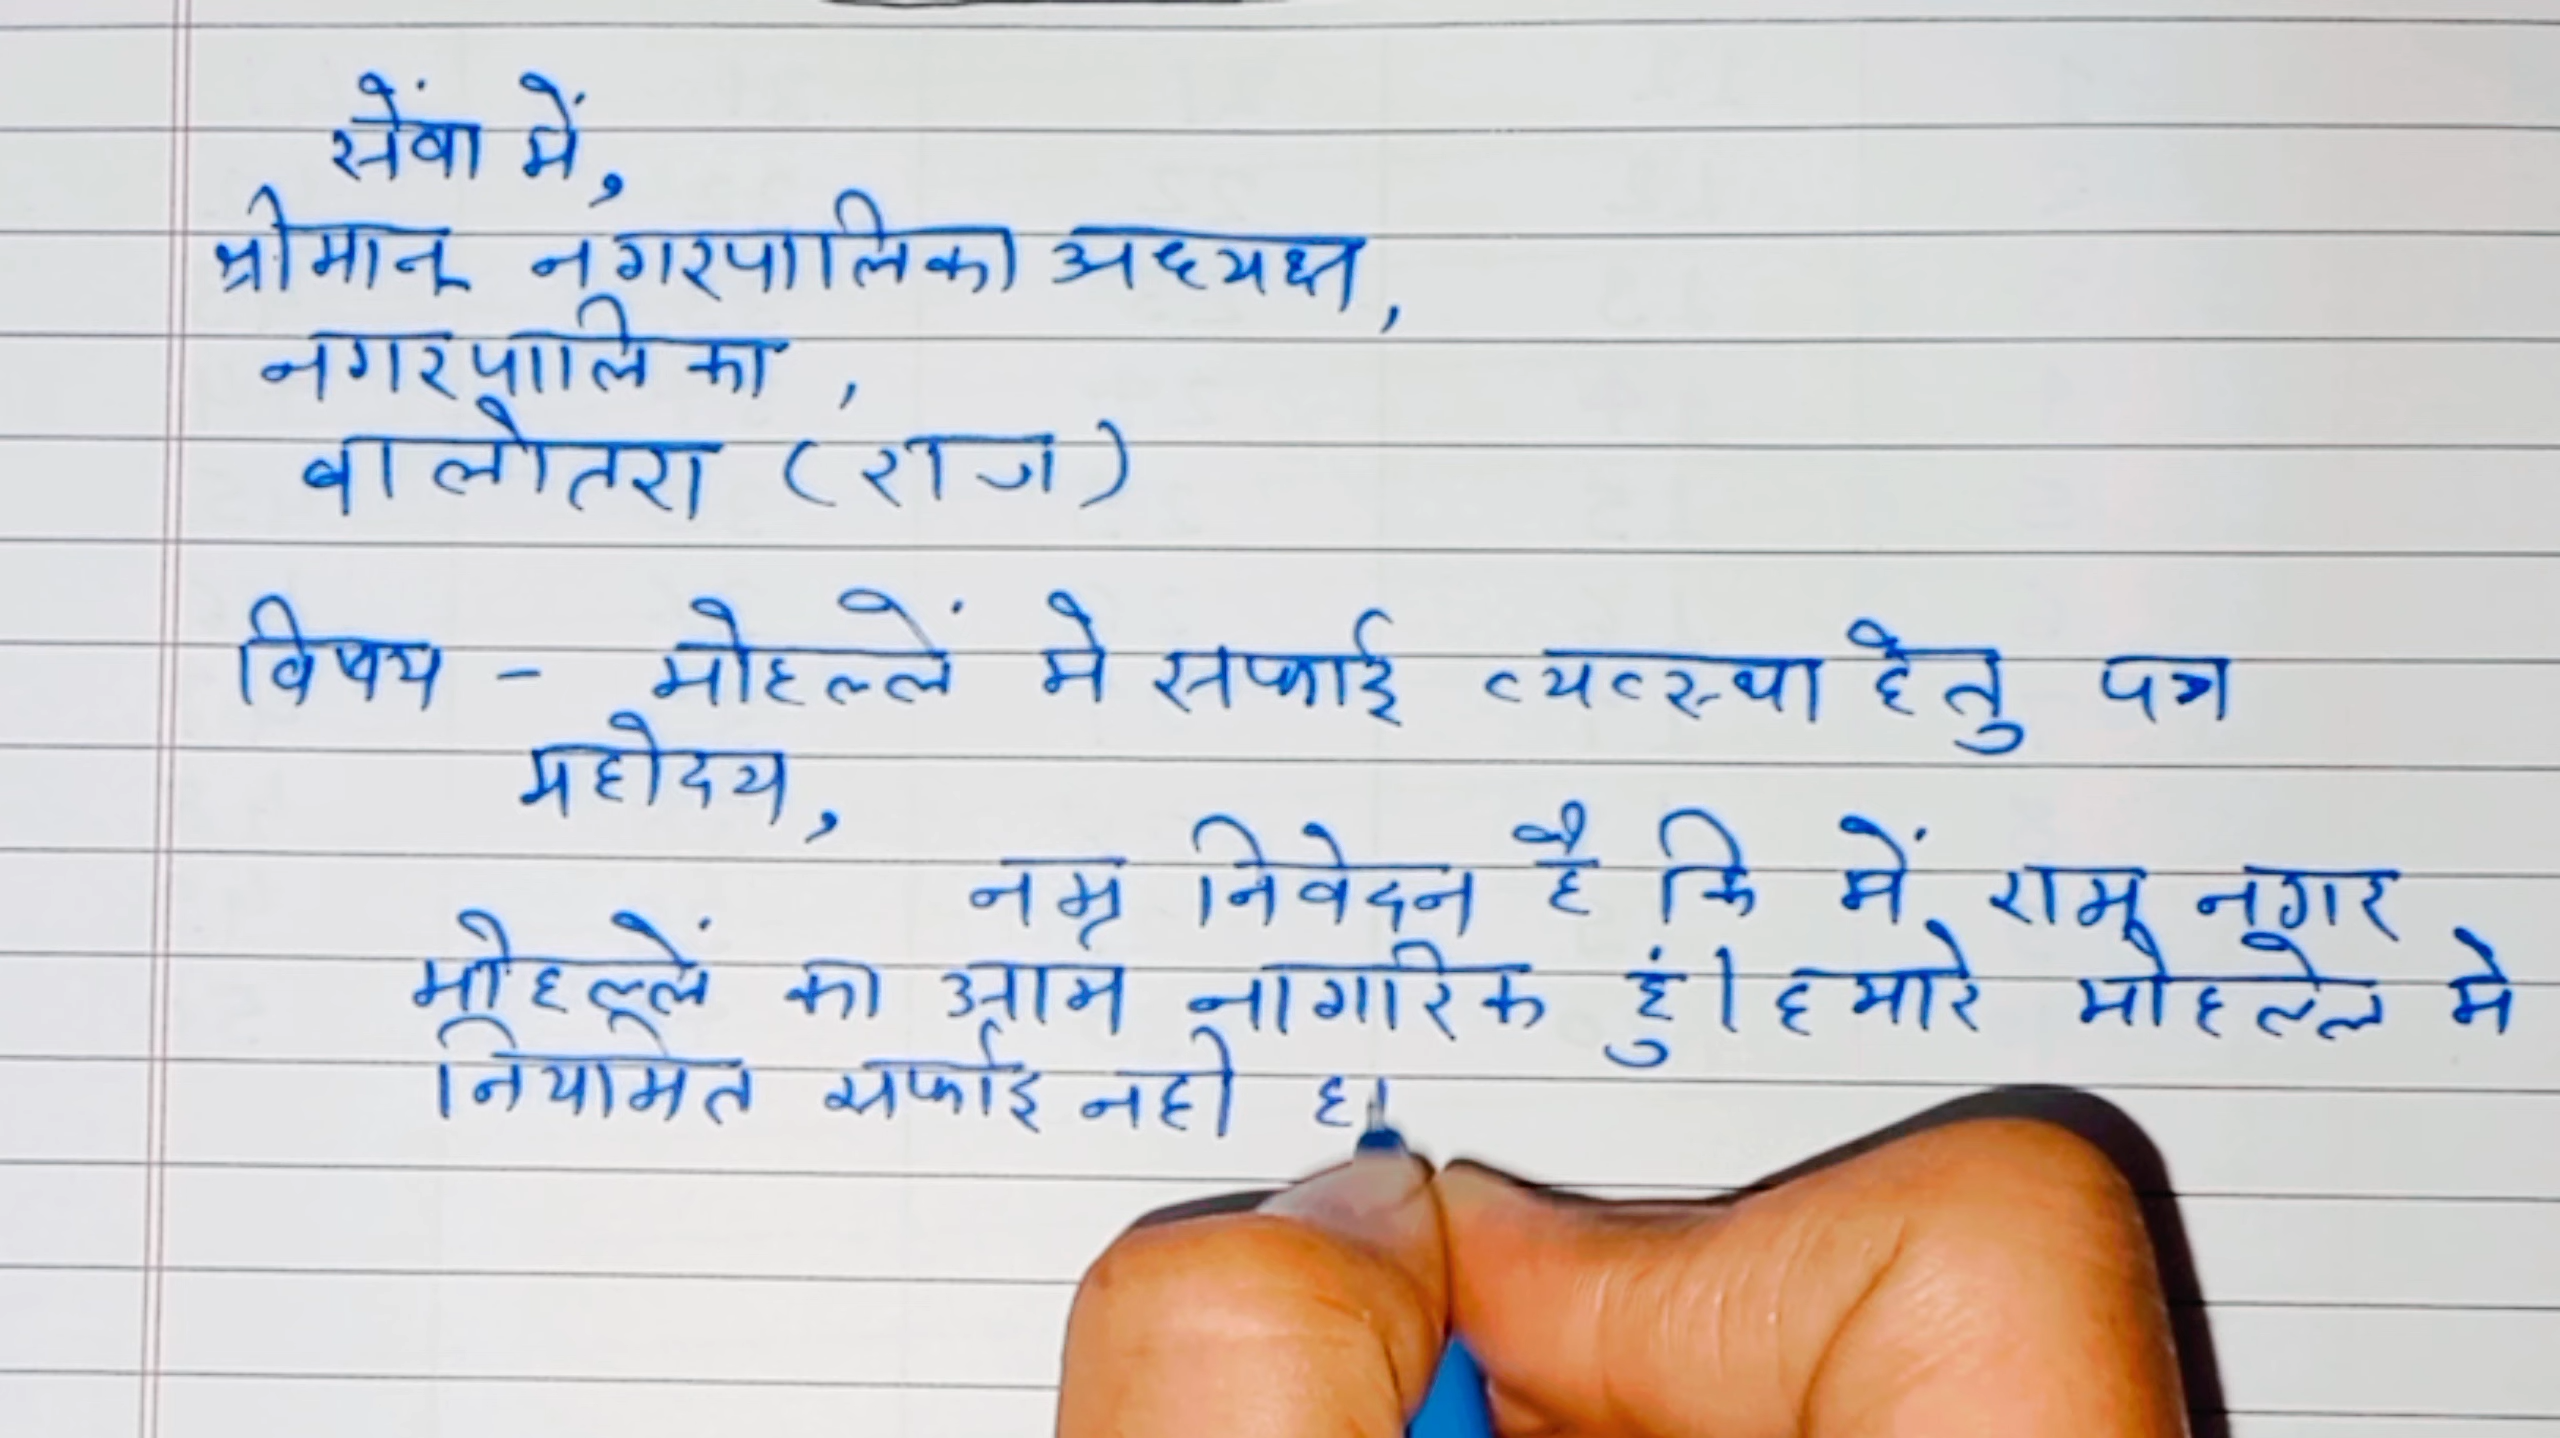 सेंवा में,
श्रीमान् नगरपालिका अध्यक्ष,
नगरपालिका,
बालोतरा (राज)
विषय - मोहल्लें मे सफाई व्यवस्था हेतु पत्र
महोदय,
नम्र निवेदन है कि में राम नगर
मोहल्लें का आम नागरिक हुं। हमारे मोहल्ले मे
नियमित सफाई नही हा